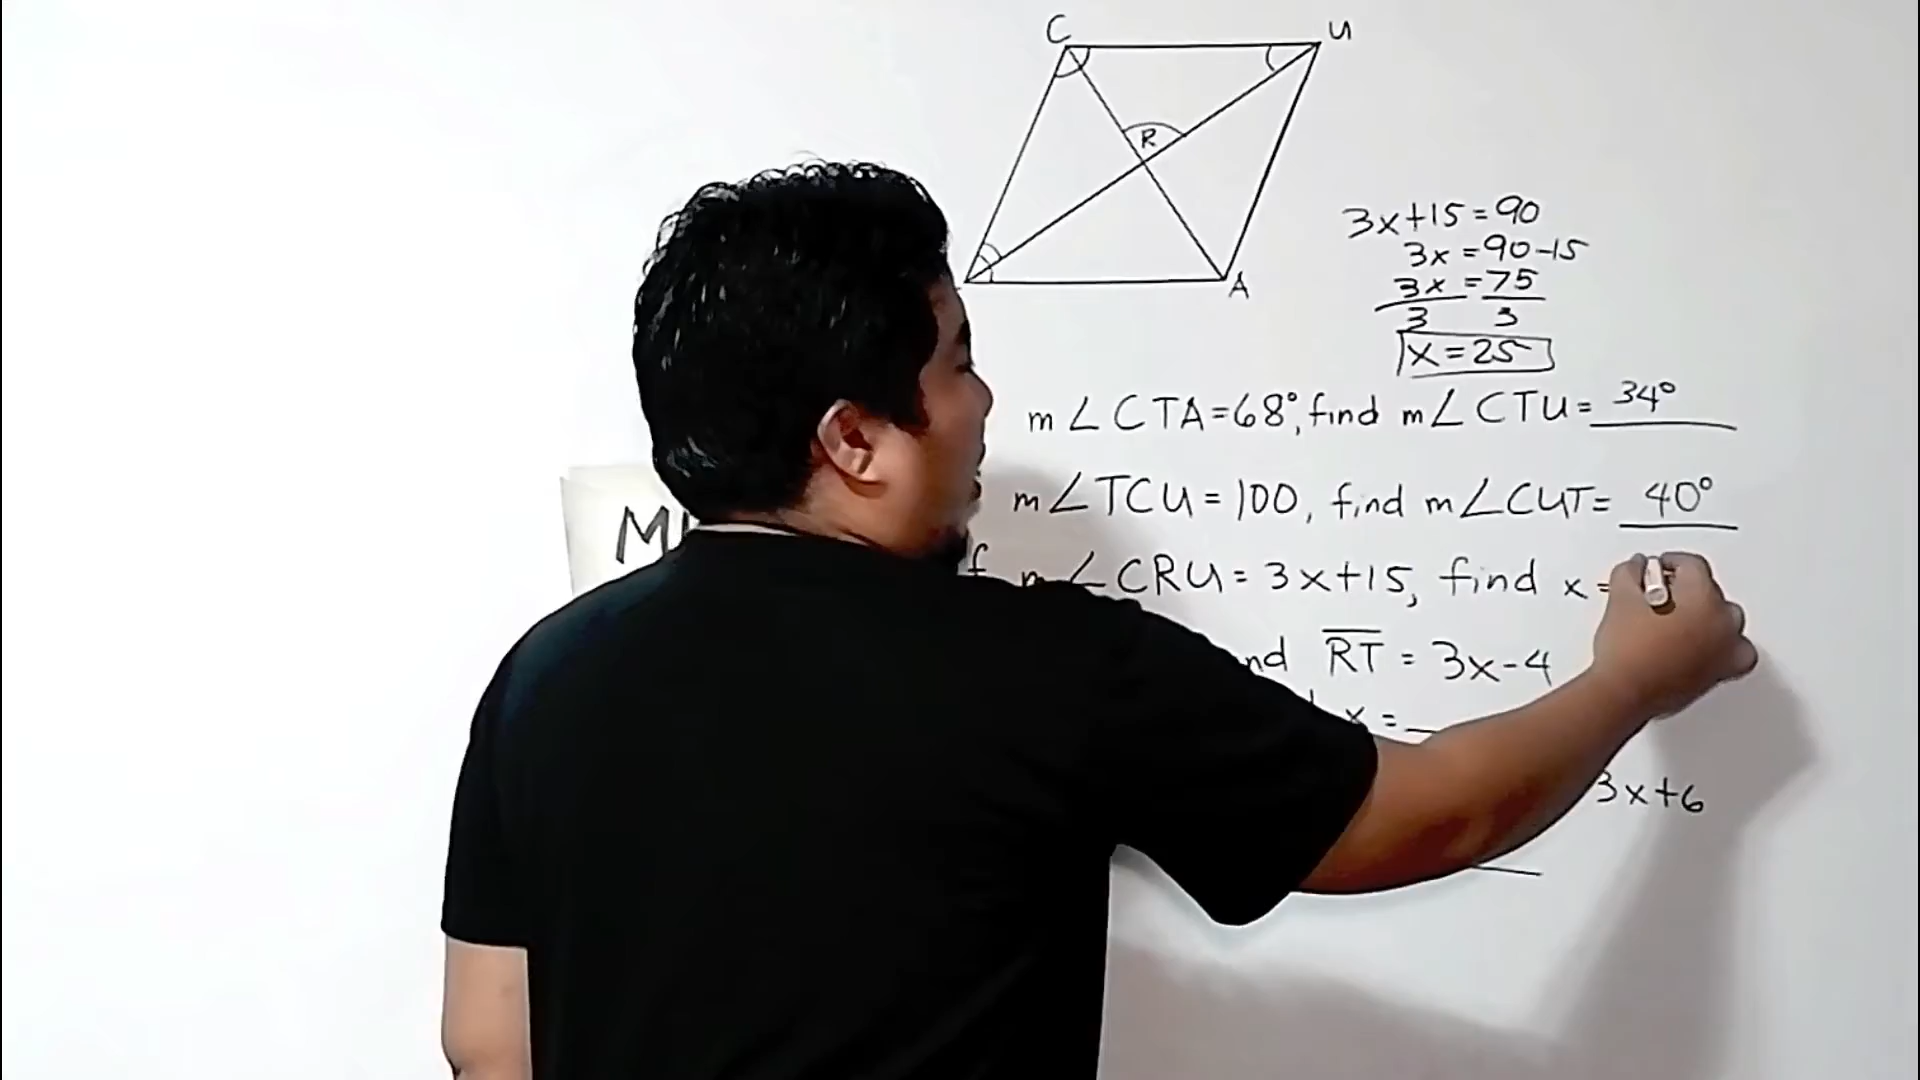 C U
R
A
3x+15=90
3x=90-15
3x=75
3 3
x=25
m∠CTA=68°, find m∠CTU= 34°
m∠TCU=100, find m∠CUT= 40°
∠CRU=3x+15, find x=
RT=3x-4
x=
3x+6